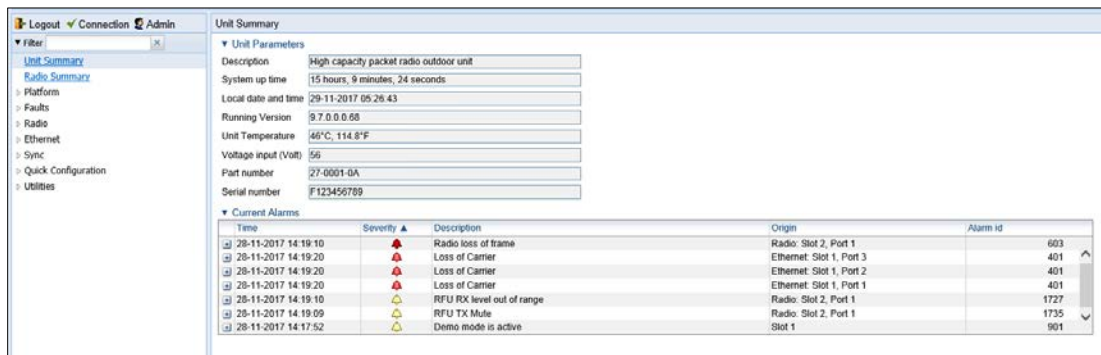 Logout Connection Admin
Filter
Unit Summary
Radio Summary
Platform
Faults
Radio
Ethernet
Sync
Quick Configuration
Utilities
Unit Summary
Unit Parameters
Description High capacity packet radio outdoor unit
System up time 15 hours, 9 minutes, 24 seconds
Local date and time 29-11-2017 05:26:43
Running Version 9.7.0.0.0.68
Unit Temperature 46°C, 114.8°F
Voltage input (Volt) 56
Part number 27-0001-0A
Serial number F123456789
Current Alarms
Time Severity ▲ Description Origin Alarm id
28-11-2017 14:19:10 Radio loss of frame Radio: Slot 2, Port 1 603
28-11-2017 14:19:20 Loss of Carrier Ethernet: Slot 1, Port 3 401
28-11-2017 14:19:20 Loss of Carrier Ethernet: Slot 1, Port 2 401
28-11-2017 14:19:20 Loss of Carrier Ethernet: Slot 1, Port 1 401
28-11-2017 14:19:10 RFU RX level out of range Radio: Slot 2, Port 1 1727
28-11-2017 14:19:09 RFU TX Mute Radio: Slot 2, Port 1 1735
28-11-2017 14:17:52 Demo mode is active Slot 1 901